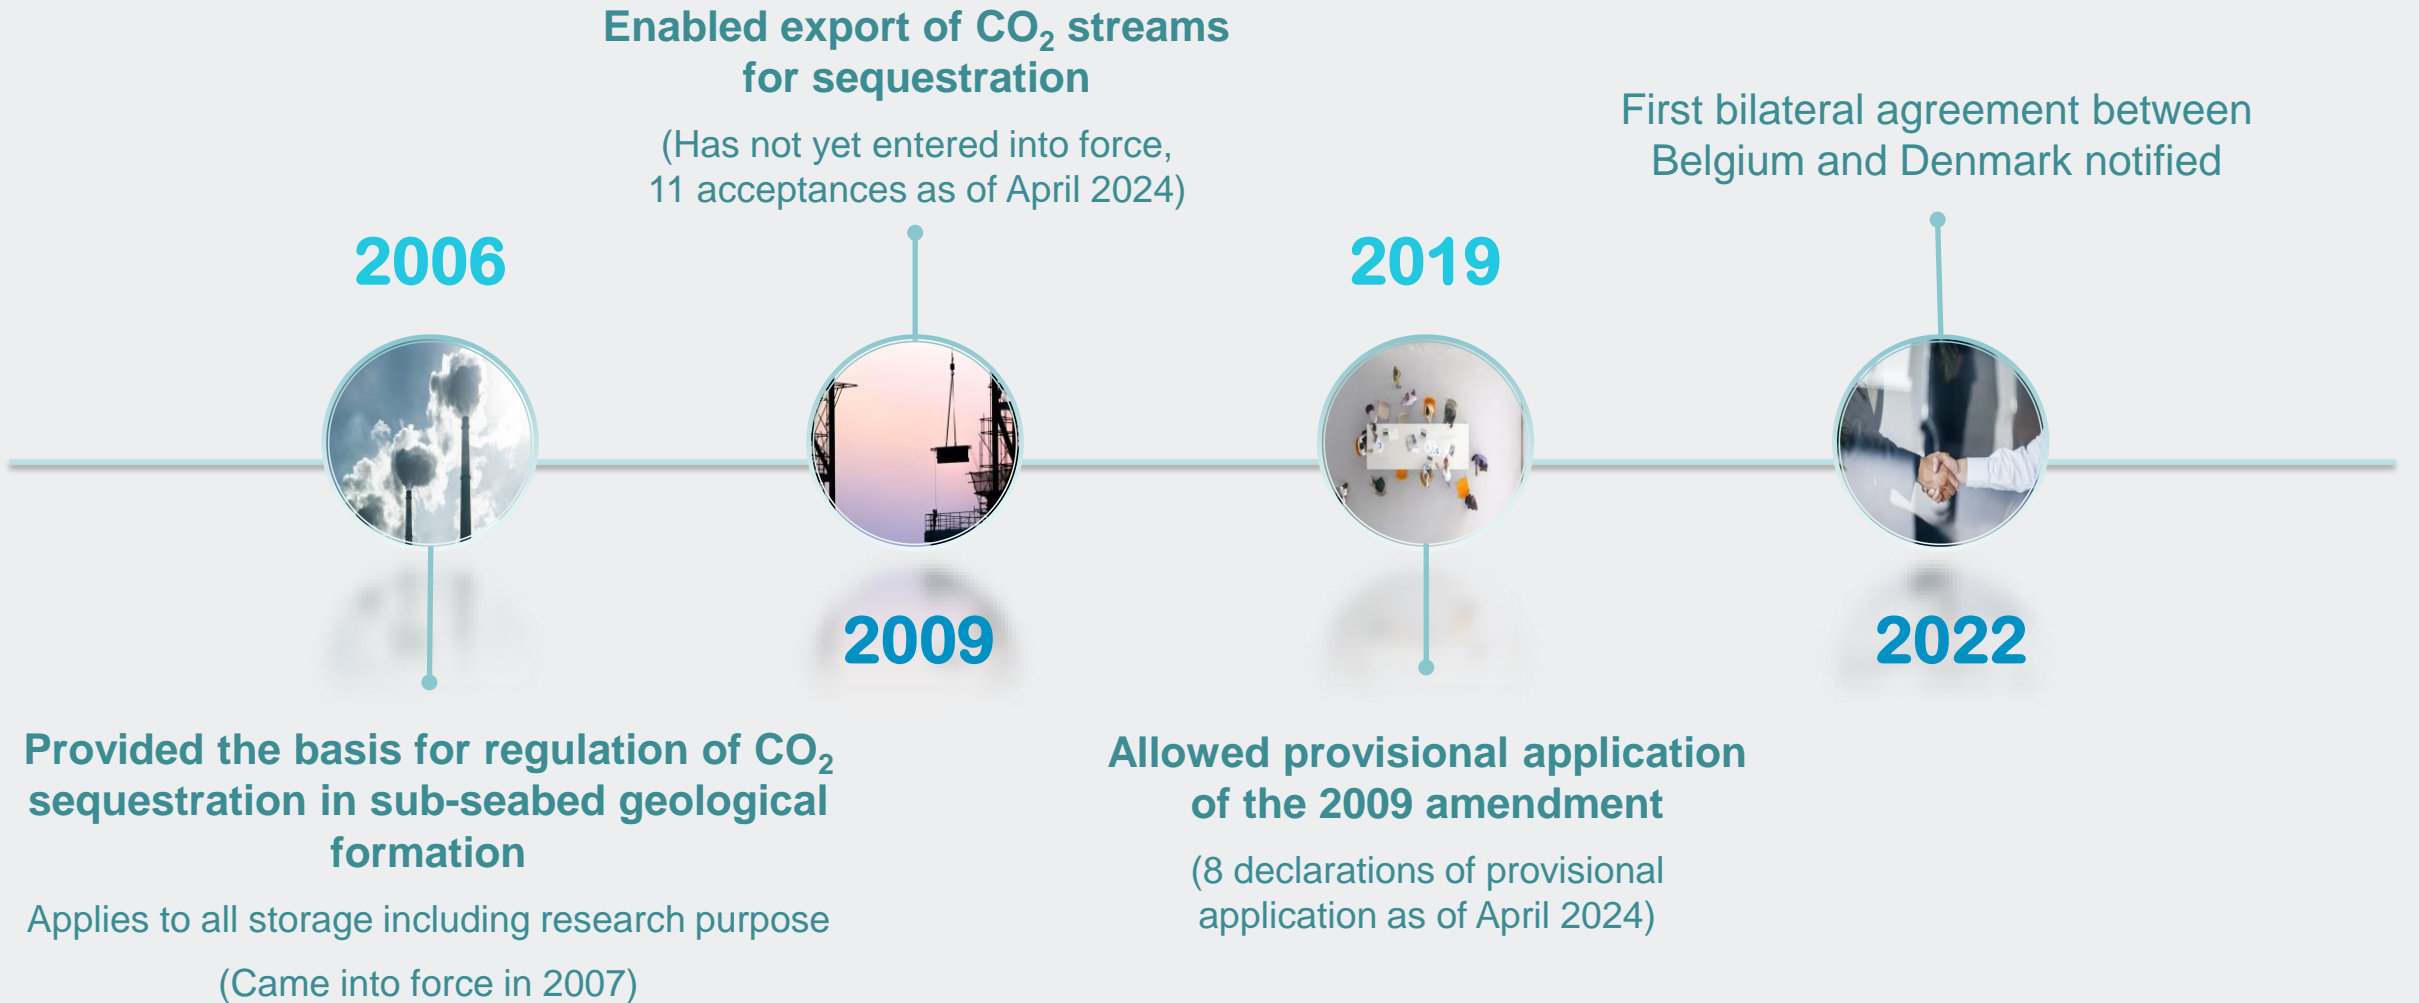 2006
Provided the basis for regulation of CO₂
sequestration in sub-seabed geological
formation
Applies to all storage including research purpose
(Came into force in 2007)
Enabled export of CO₂ streams
for sequestration
(Has not yet entered into force,
11 acceptances as of April 2024)
2009
2019
Allowed provisional application
of the 2009 amendment
(8 declarations of provisional
application as of April 2024)
First bilateral agreement between
Belgium and Denmark notified
2022